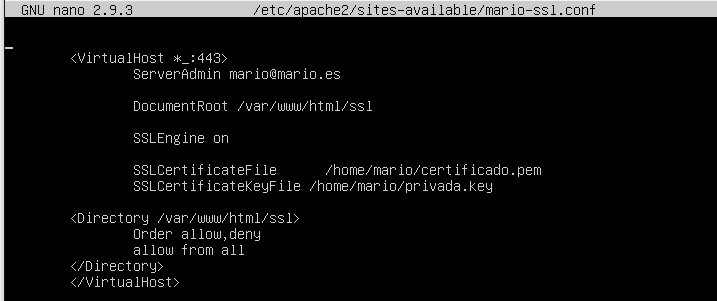 GNU nano 2.9.3 /etc/apache2/sites-available/mario-ssl.conf
<VirtualHost *_:443>
ServerAdmin mario@mario.es
DocumentRoot /var/www/html/ssl
SSLEngine on
SSLCertificateFile /home/mario/certificado.pem
SSLCertificateKeyFile /home/mario/privada.key
<Directory /var/www/html/ssl>
Order allow,deny
allow from all
</Directory>
</VirtualHost>